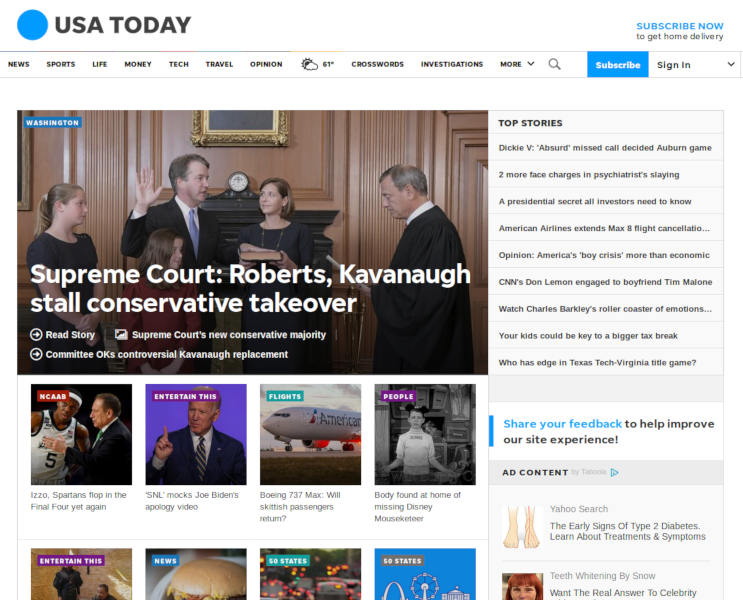 USA TODAY
SUBSCRIBE NOW
to get home delivery
NEWS SPORTS LIFE MONEY TECH TRAVEL OPINION 61° CROSSWORDS INVESTIGATIONS MORE Subscribe Sign In
WASHINGTON
Supreme Court: Roberts, Kavanaugh
stall conservative takeover
Read Story Supreme Court's new conservative majority
Committee OKs controversial Kavanaugh replacement
TOP STORIES
Dickie V: 'Absurd' missed call decided Auburn game
2 more face charges in psychiatrist's slaying
A presidential secret all investors need to know
American Airlines extends Max 8 flight cancellatio...
Opinion: America's 'boy crisis' more than economic
CNN's Don Lemon engaged to boyfriend Tim Malone
Watch Charles Barkley's roller coaster of emotions...
Your kids could be key to a bigger tax break
Who has edge in Texas Tech-Virginia title game?
NCAAB
5
Izzo, Spartans flop in the
Final Four yet again
ENTERTAIN THIS
'SNL' mocks Joe Biden's
apology video
FLIGHTS
American
Boeing 737 Max: Will
skittish passengers
return?
PEOPLE
Body found at home of
missing Disney
Mouseketeer
Share your feedback to help improve
our site experience!
AD CONTENT by Taboola
Yahoo Search
The Early Signs Of Type 2 Diabetes.
Learn About Treatments & Symptoms
Teeth Whitening By Snow
Want The Real Answer To Celebrity
ENTERTAIN THIS
NEWS
50 STATES
50 STATES